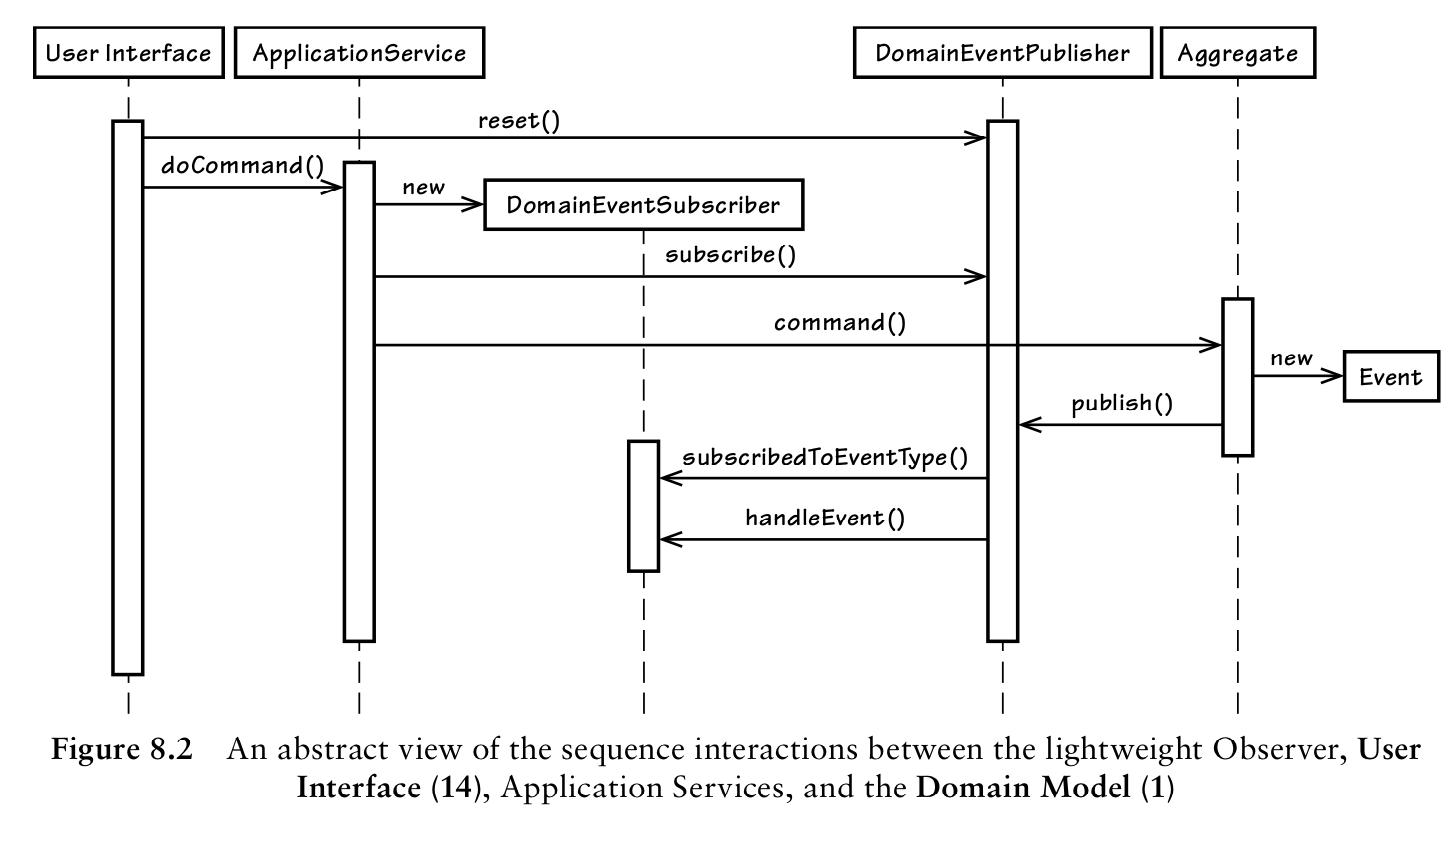 User Interface
ApplicationService
DomainEventPublisher
Aggregate
reset()
doCommand()
new
DomainEventSubscriber
subscribe()
command()
new
Event
publish()
subscribedToEventType()
handleEvent()
Figure 8.2 An abstract view of the sequence interactions between the lightweight Observer, User
Interface (14), Application Services, and the Domain Model (1)